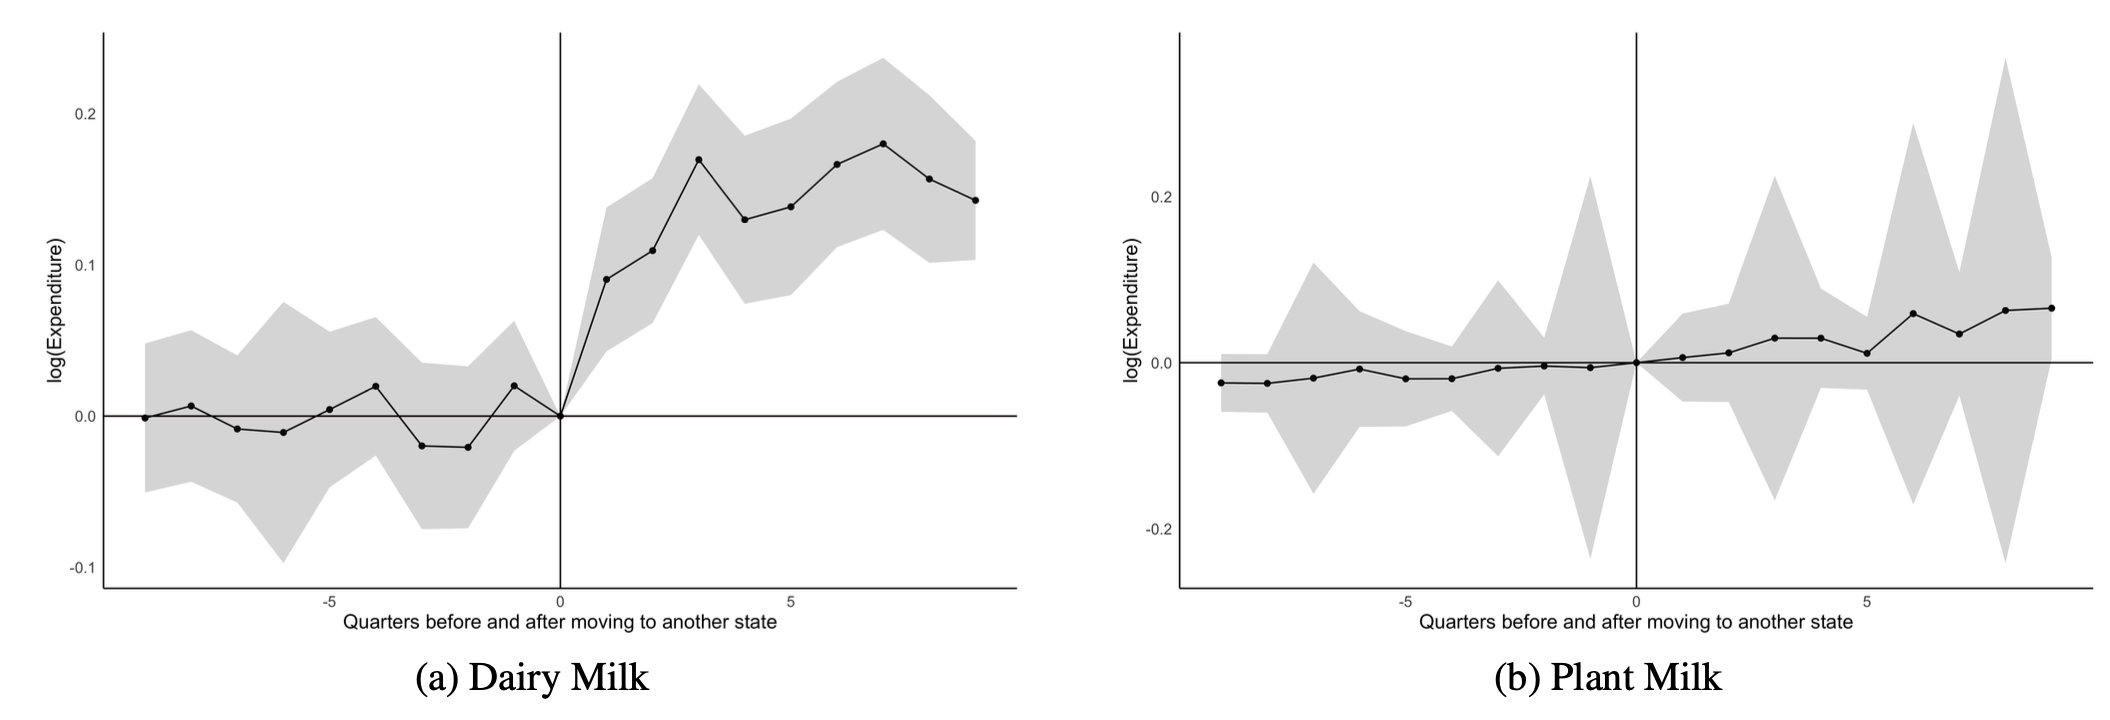 log(Expenditure)
0.2
0.1
0.0
-0.1
-5
0
5
Quarters before and after moving to another state
(a) Dairy Milk
log(Expenditure)
0.2
0.0
-0.2
-5
0
5
Quarters before and after moving to another state
(b) Plant Milk